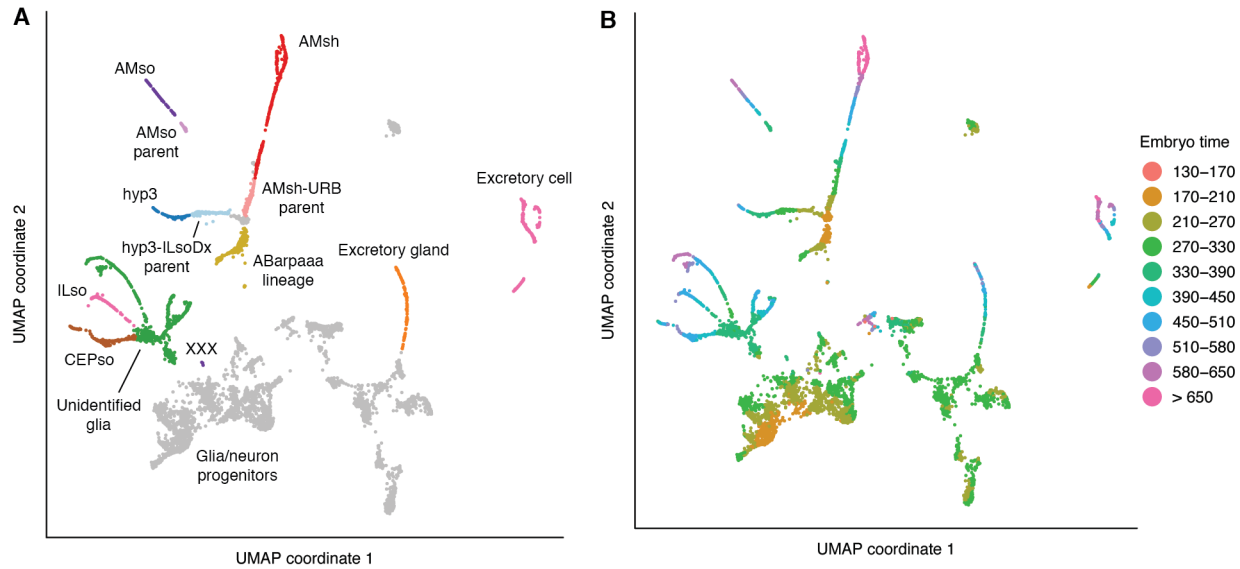 A
AMsh
AMso
AMso
parent
hyp3
AMsh-URB
parent
hyp3-ILsoDx
parent
ABarpaaa
lineage
Excretory gland
Excretory cell
ILso
CEPso
XXX
Unidentified
glia
Glia/neuron
progenitors
UMAP coordinate 2
UMAP coordinate 1
B
UMAP coordinate 2
UMAP coordinate 1
Embryo time
130–170
170–210
210–270
270–330
330–390
390–450
450–510
510–580
580–650
> 650